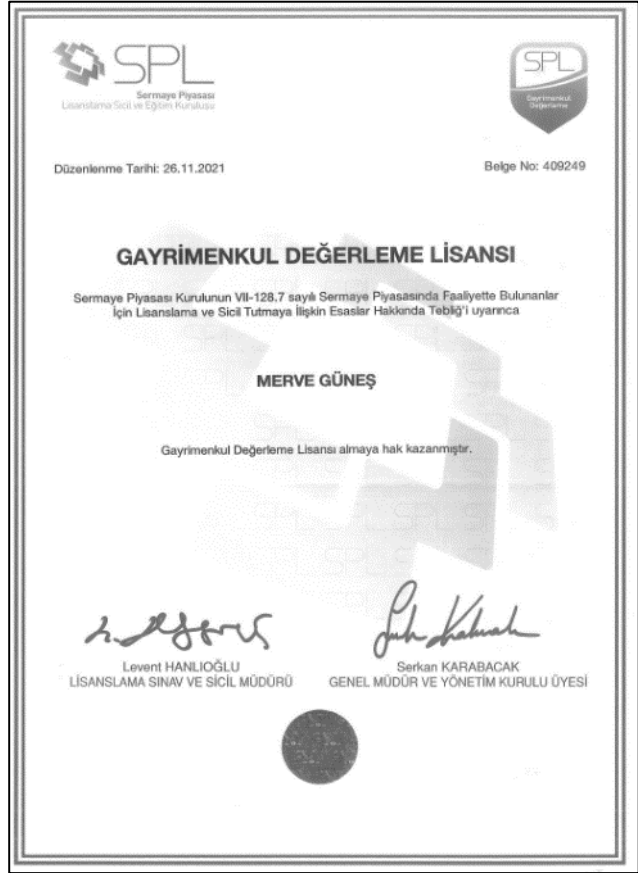 SPL
Sermaye Piyasası
Lisanslama Sicil ve Eğitim Kuruluşu
SPL
Gayrimenkul
Değerleme
Düzenlenme Tarihi: 26.11.2021
Belge No: 409249
GAYRİMENKUL DEĞERLEME LİSANSI
Sermaye Piyasası Kurulunun VII-128.7 sayılı Sermaye Piyasasında Faaliyette Bulunanlar
İçin Lisanslama ve Sicil Tutmaya İlişkin Esaslar Hakkında Tebliğ'i uyarınca
MERVE GÜNEŞ
Gayrimenkul Değerleme Lisansı almaya hak kazanmıştır.
Levent HANLIOĞLU
LİSANSLAMA SINAV VE SİCİL MÜDÜRÜ
Serkan KARABACAK
GENEL MÜDÜR VE YÖNETİM KURULU ÜYESİ